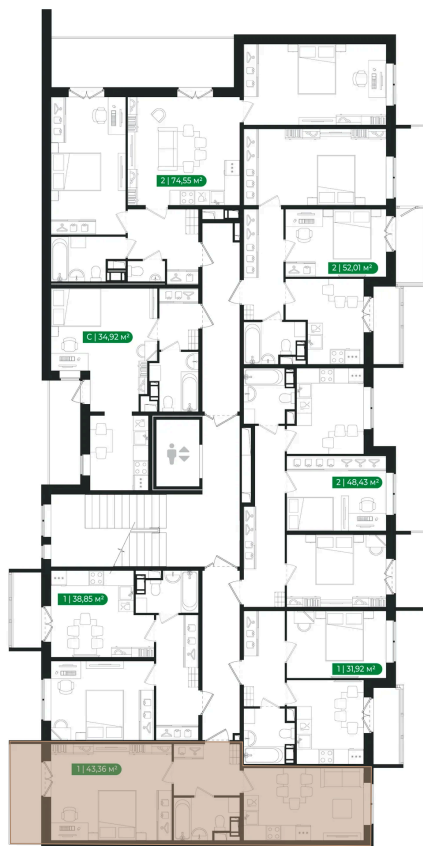 2 | 74,55 м²
2 | 52,01 м²
С | 34,92 м²
2 | 48,43 м²
1 | 38,85 м²
1 | 31,92 м²
1 | 43,36 м²